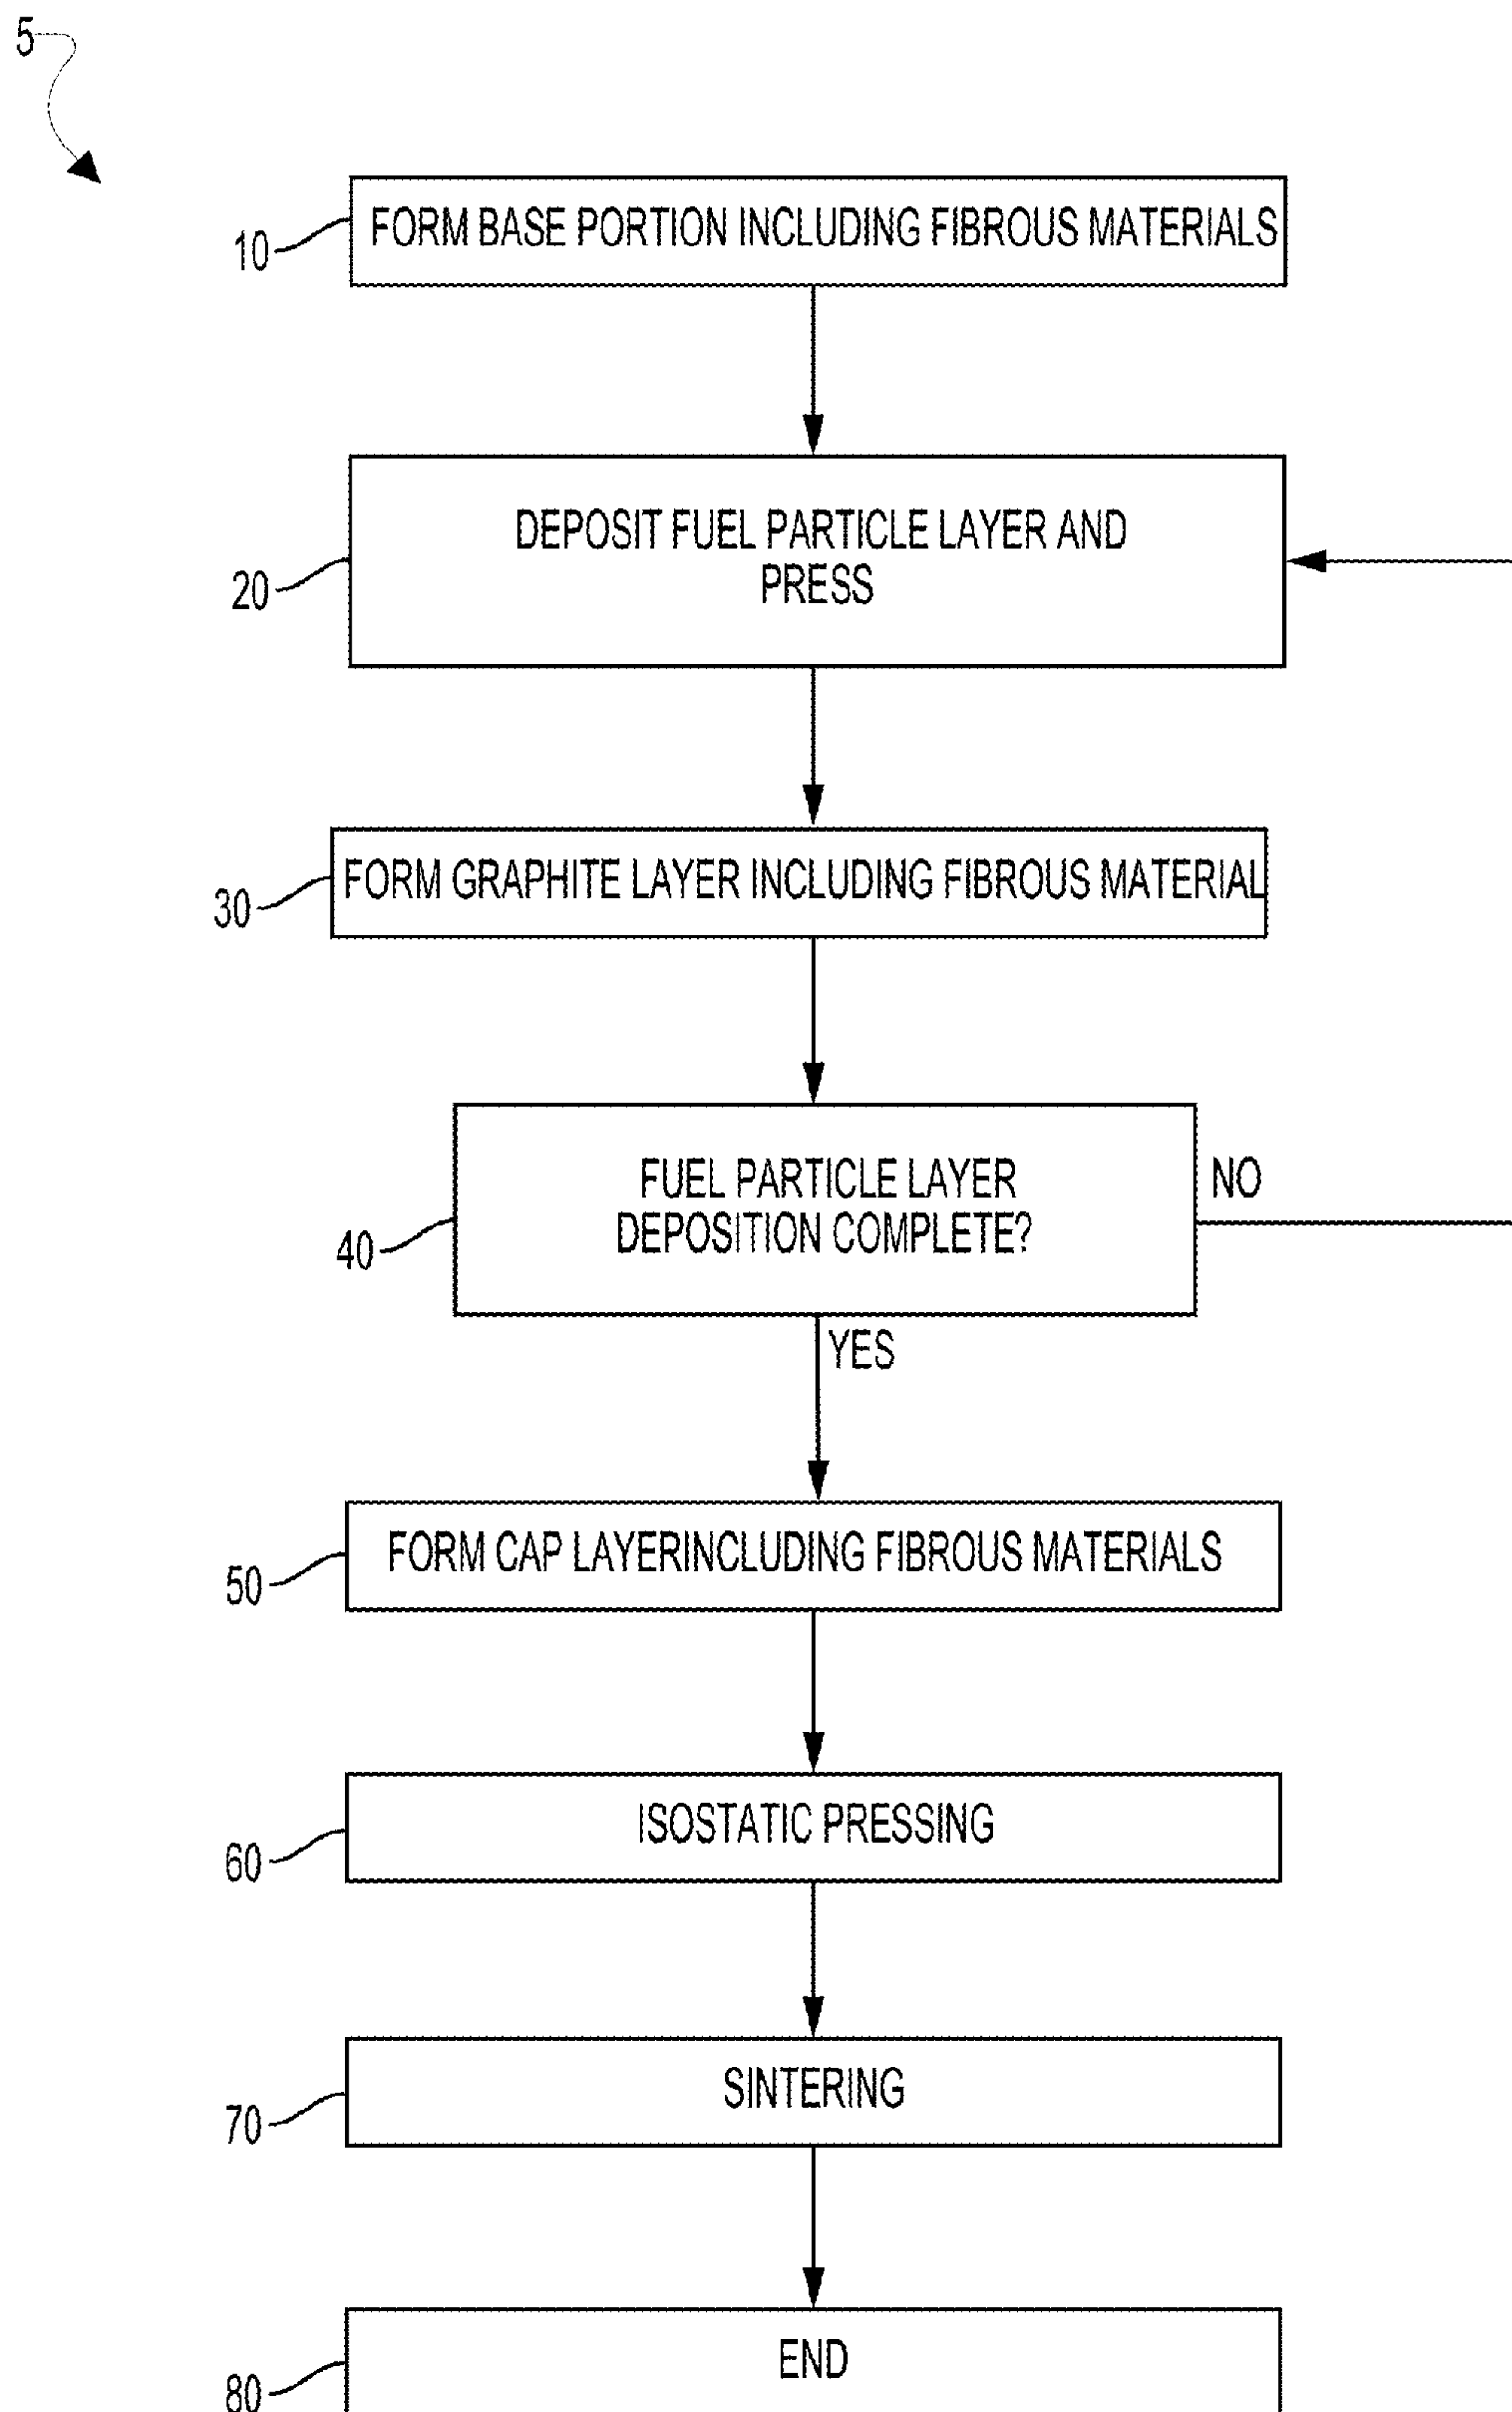 5
10
FORM BASE PORTION INCLUDING FIBROUS MATERIALS
20
DEPOSIT FUEL PARTICLE LAYER AND
PRESS
30
FORM GRAPHITE LAYER INCLUDING FIBROUS MATERIAL
40
FUEL PARTICLE LAYER
DEPOSITION COMPLETE?
NO
YES
50
FORM CAP LAYERINCLUDING FIBROUS MATERIALS
60
ISOSTATIC PRESSING
70
SINTERING
80
END